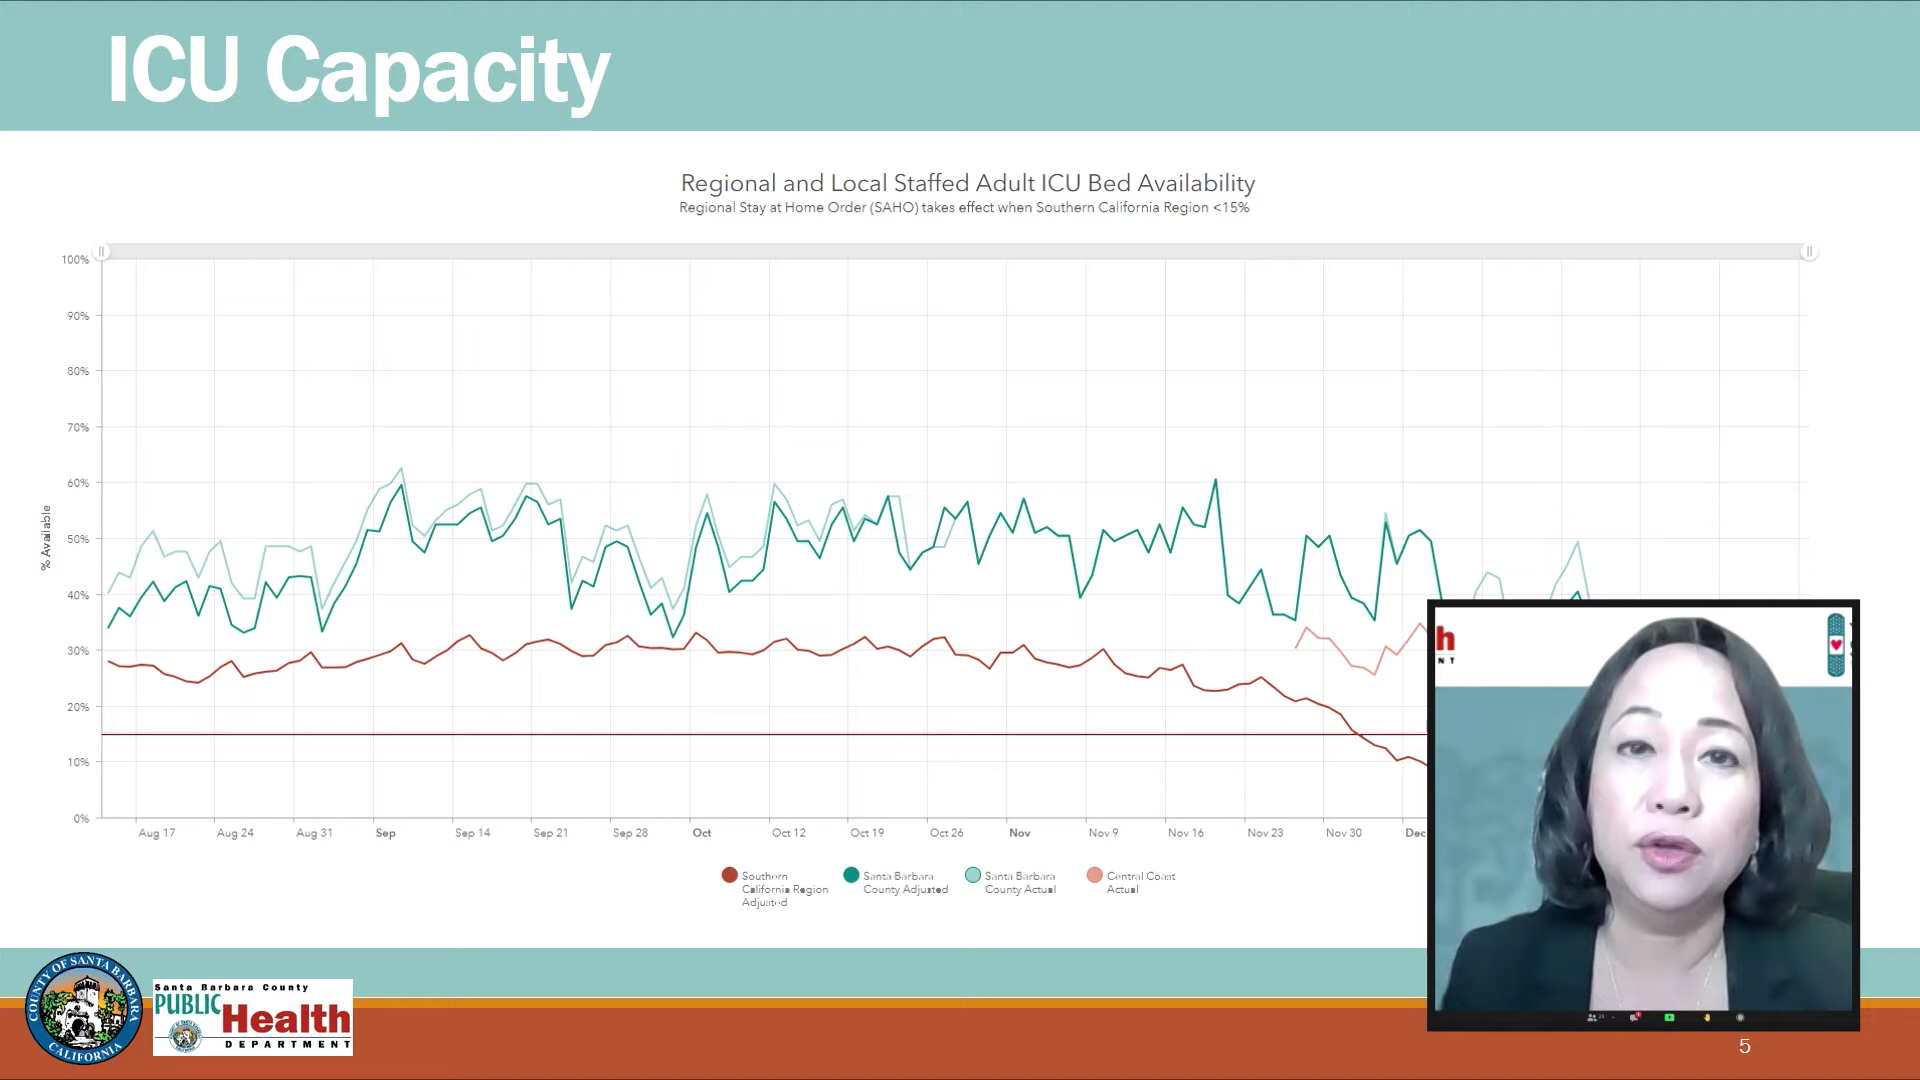 ICU Capacity
Regional and Local Staffed Adult ICU Bed Availability
Regional Stay at Home Order (SAHO) takes effect when Southern California Region <15%
100%
90%
80%
70%
60%
50%
40%
30%
20%
10%
0%
% Available
Aug 17
Aug 24
Aug 31
Sep
Sep 14
Sep 21
Sep 28
Oct
Oct 12
Oct 19
Oct 26
Nov
Nov 9
Nov 16
Nov 23
Nov 30
Dec
Southern
California Region
Adjusted
Santa Barbara
County Adjusted
Santa Barbara
County Actual
Central Coast
Actual
h
N T
COUNTY OF SANTA BARBARA
CALIFORNIA
Santa Barbara County
PUBLIC
Health
DEPARTMENT
5